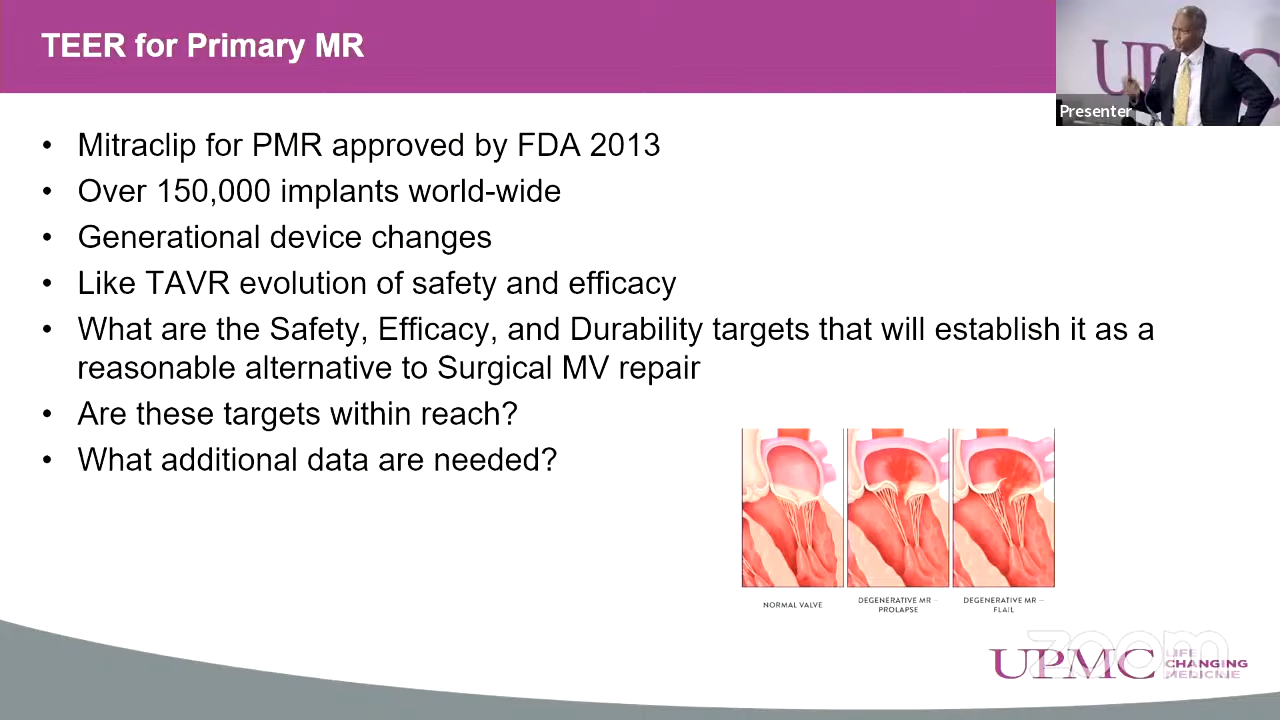 TEER for Primary MR
UPMC
Presenter
• Mitraclip for PMR approved by FDA 2013
• Over 150,000 implants world-wide
• Generational device changes
• Like TAVR evolution of safety and efficacy
• What are the Safety, Efficacy, and Durability targets that will establish it as a
reasonable alternative to Surgical MV repair
• Are these targets within reach?
• What additional data are needed?
NORMAL VALVE
DEGENERATIVE MR –
PROLAPSE
DEGENERATIVE MR –
FLAIL
zoom
UPMC
LIFE
CHANGING
MEDICINE